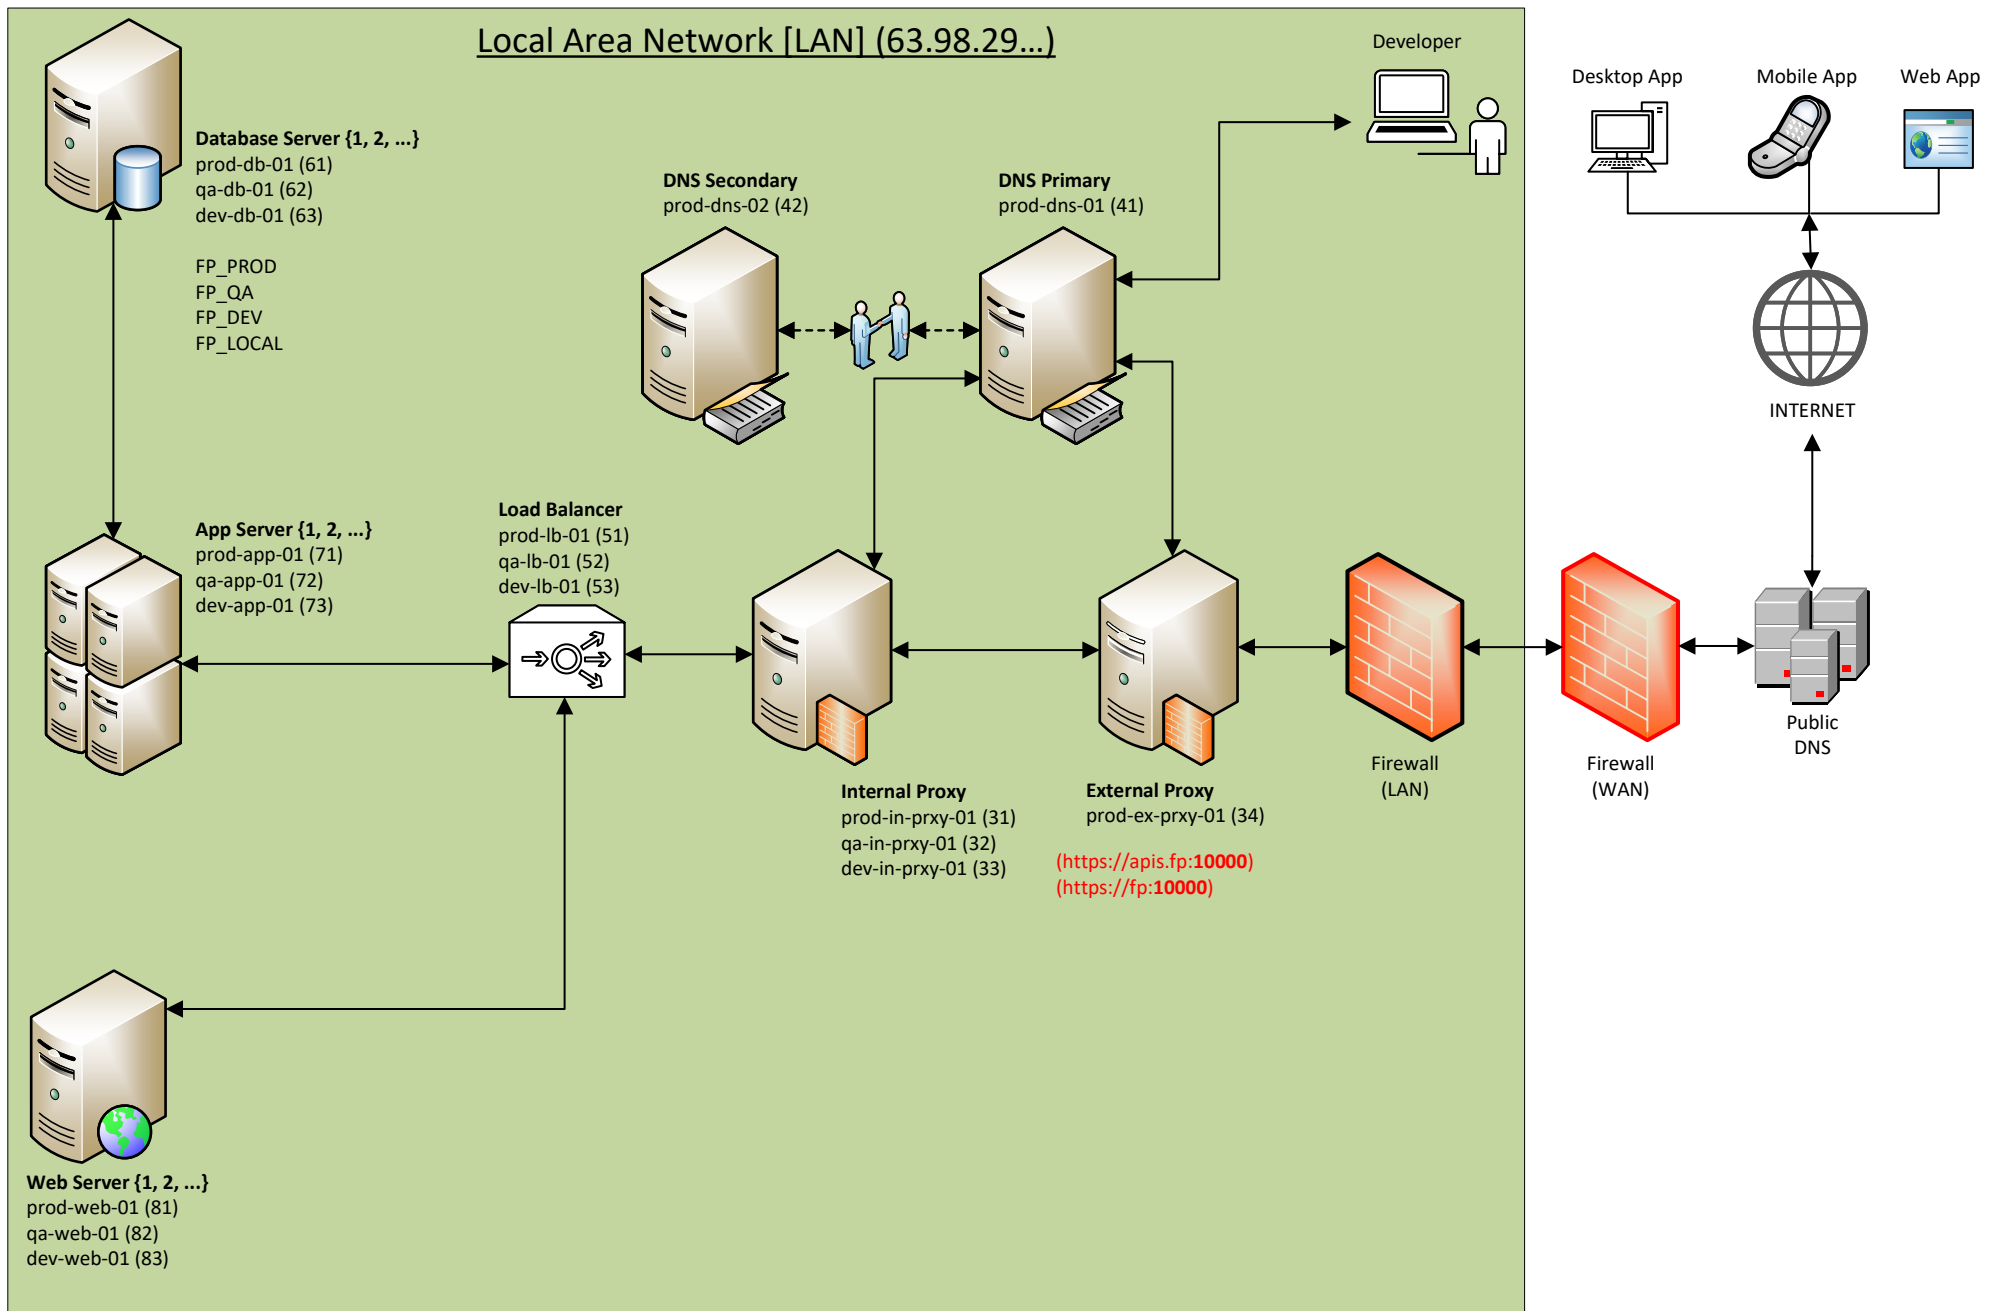 Local Area Network [LAN] (63.98.29...)
Developer
Desktop App
Mobile App
Web App
Database Server {1, 2, ...}
prod-db-01 (61)
qa-db-01 (62)
dev-db-01 (63)
FP_PROD
FP_QA
FP_DEV
FP_LOCAL
DNS Secondary
prod-dns-02 (42)
DNS Primary
prod-dns-01 (41)
INTERNET
App Server {1, 2, ...}
prod-app-01 (71)
qa-app-01 (72)
dev-app-01 (73)
Load Balancer
prod-lb-01 (51)
qa-lb-01 (52)
dev-lb-01 (53)
Internal Proxy
prod-in-prxy-01 (31)
qa-in-prxy-01 (32)
dev-in-prxy-01 (33)
External Proxy
prod-ex-prxy-01 (34)
(https://apis.fp:10000)
(https://fp:10000)
Firewall
(LAN)
Firewall
(WAN)
Public
DNS
Web Server {1, 2, ...}
prod-web-01 (81)
qa-web-01 (82)
dev-web-01 (83)